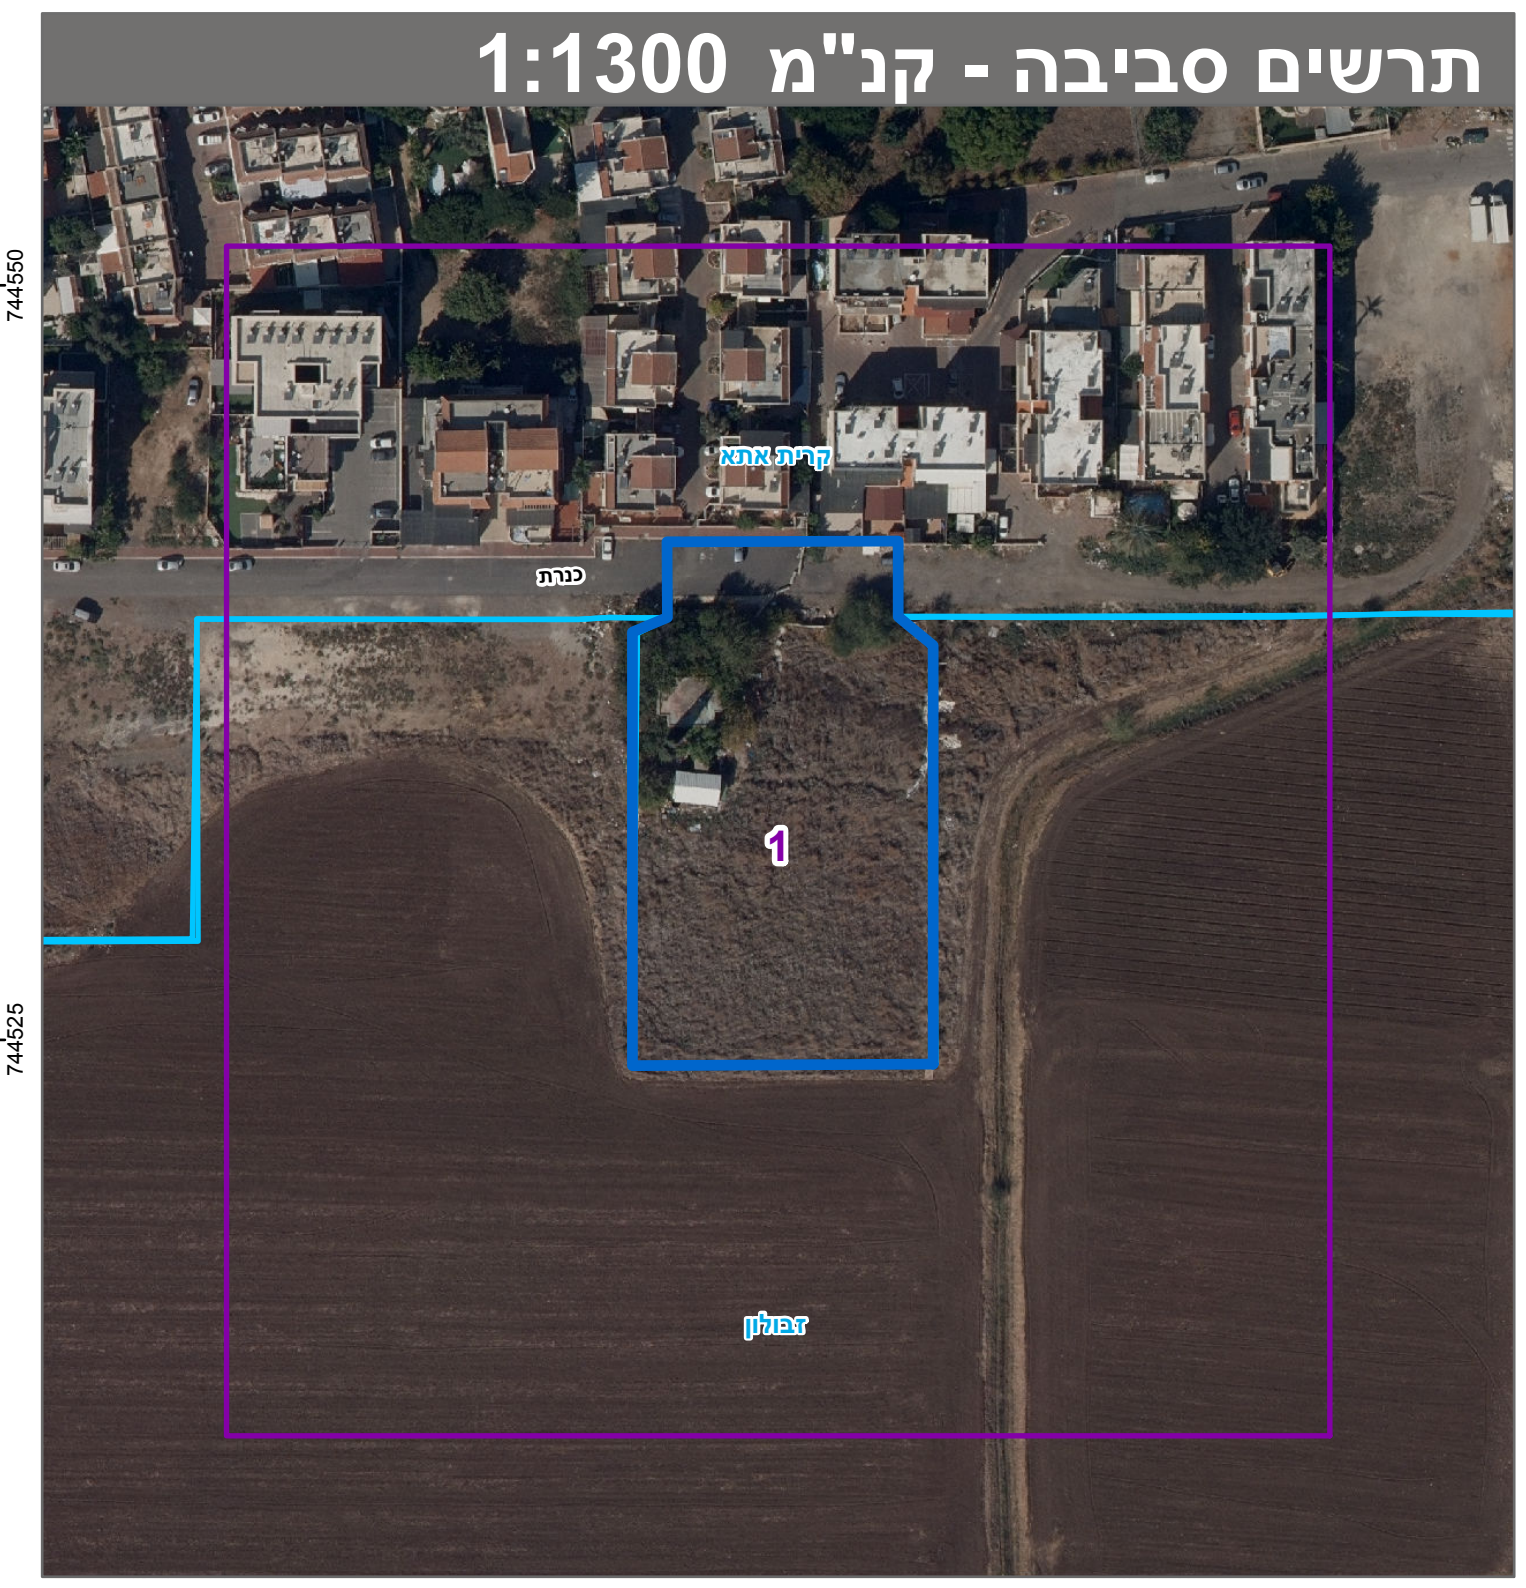 תרשים סביבה - קנ"מ 1:1300
744550
קרית אתא
כנרת
1
744525
זבולון